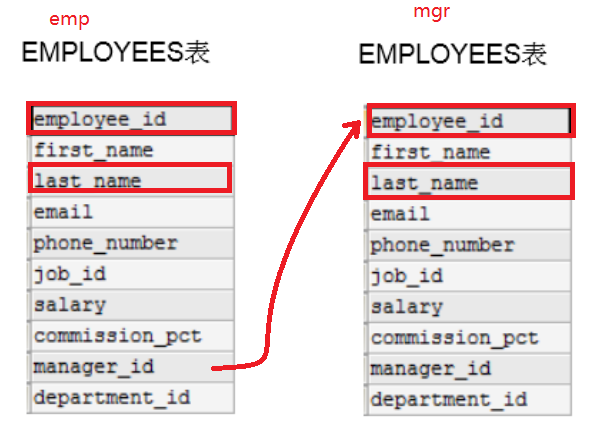 emp
EMPLOYEES表
employee_id
first_name
last_name
email
phone_number
job_id
salary
commission_pct
manager_id
department_id
mgr
EMPLOYEES表
employee_id
first_name
last_name
email
phone_number
job_id
salary
commission_pct
manager_id
department_id